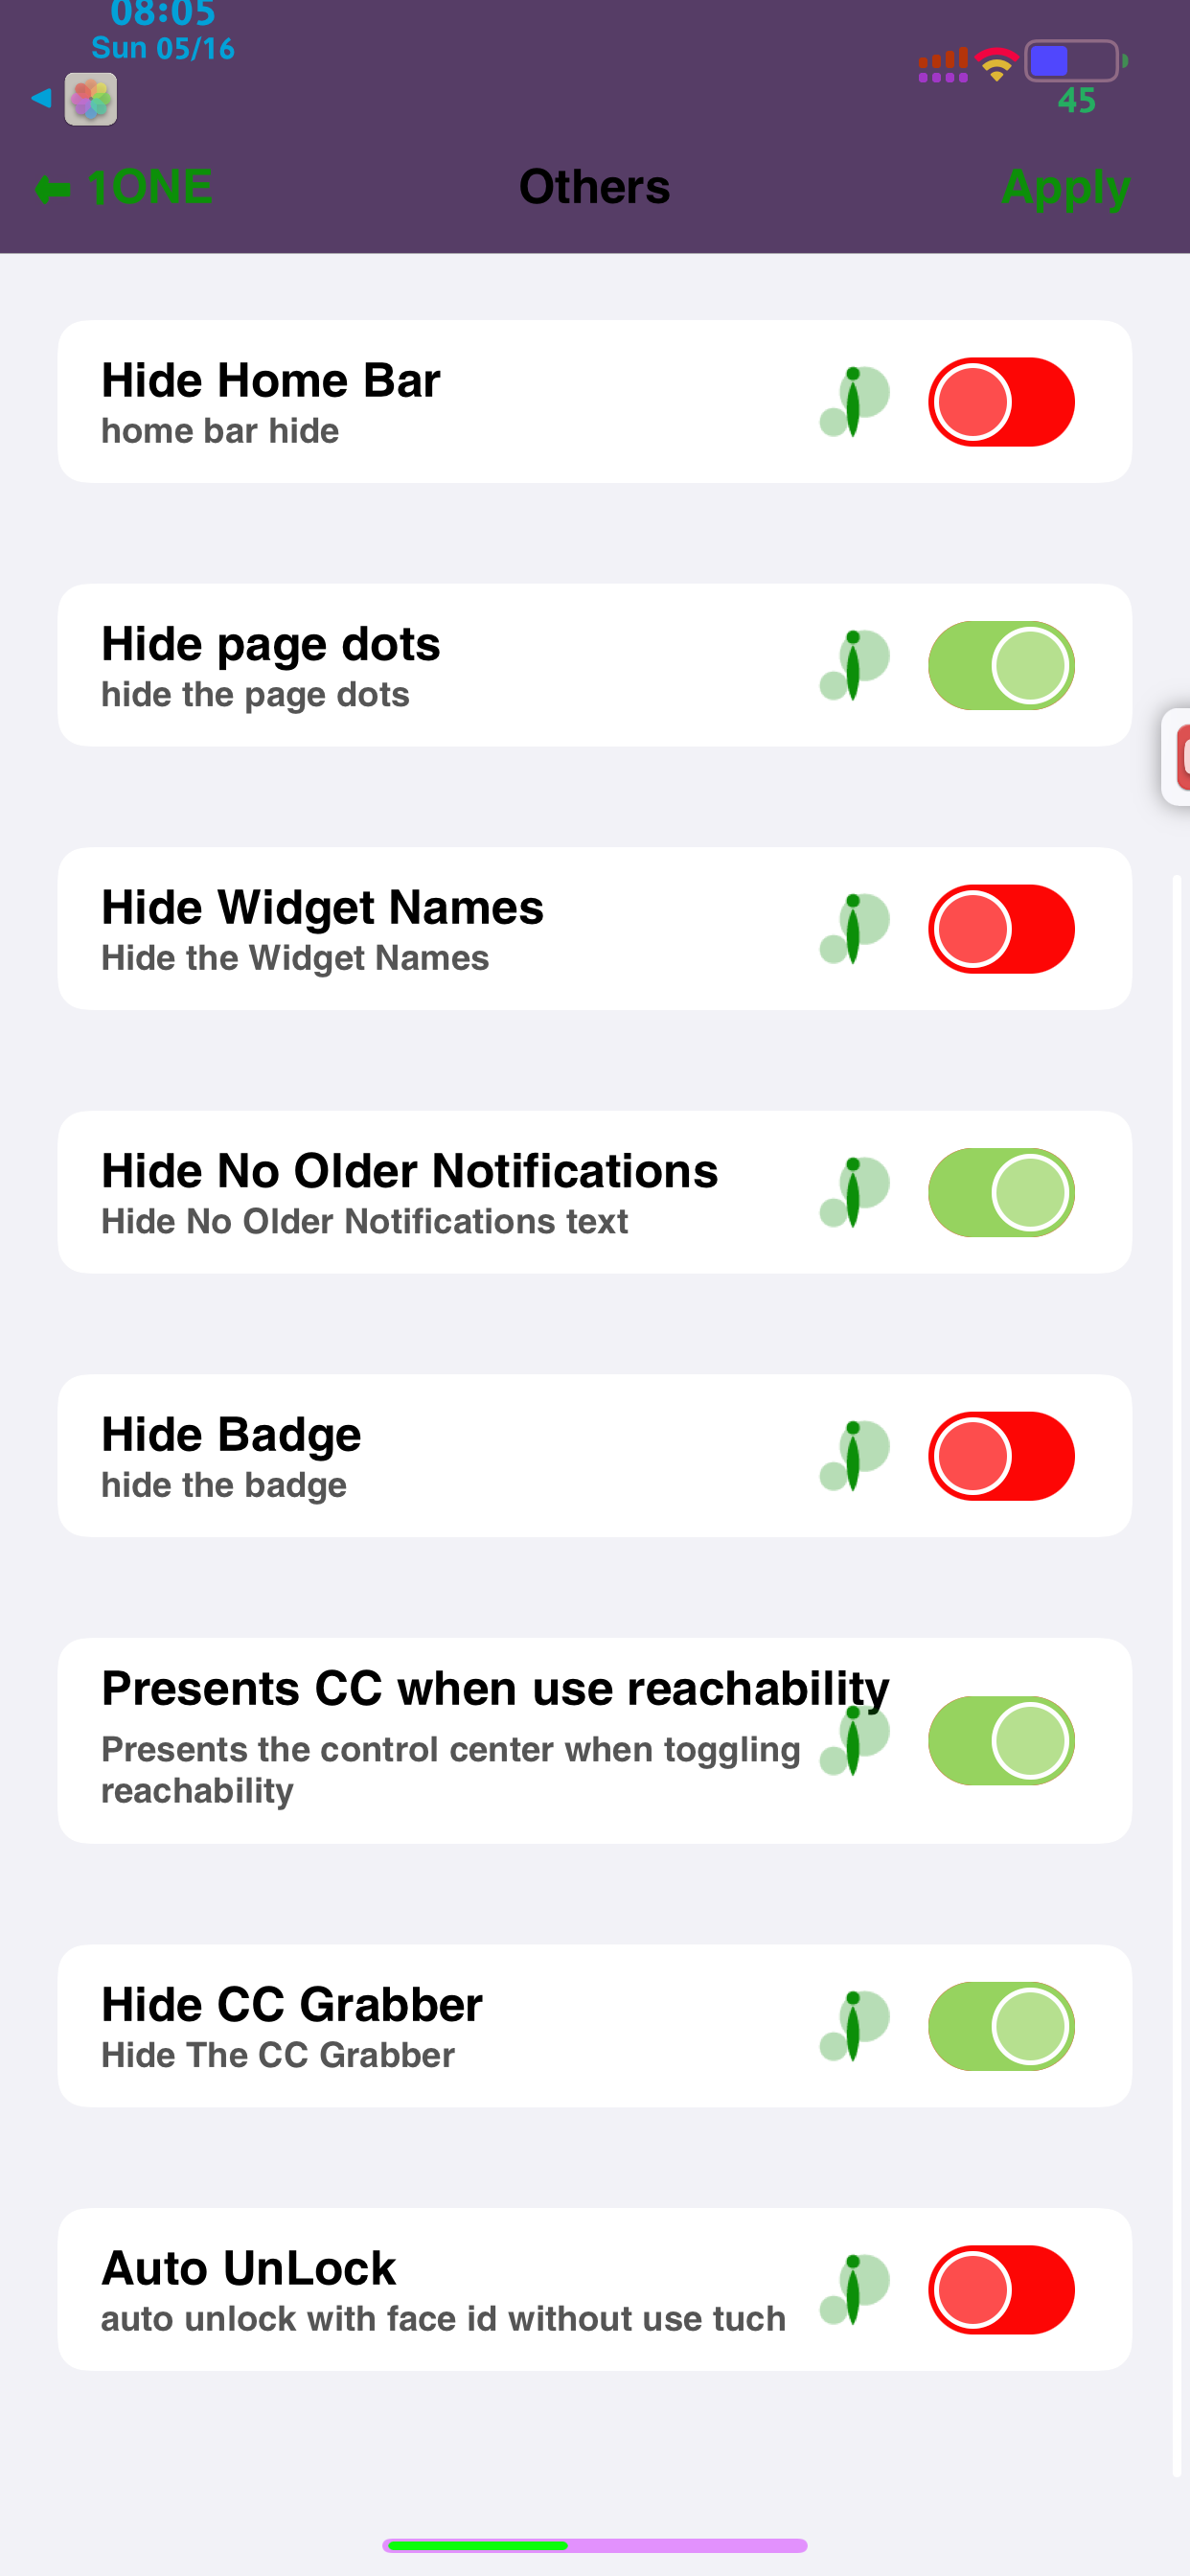 08:05
Sun 05/16
45
1ONE
Others
Apply
Hide Home Bar
home bar hide
Hide page dots
hide the page dots
Hide Widget Names
Hide the Widget Names
Hide No Older Notifications
Hide No Older Notifications text
Hide Badge
hide the badge
Presents CC when use reachability
Presents the control center when toggling
reachability
Hide CC Grabber
Hide The CC Grabber
Auto UnLock
auto unlock with face id without use tuch